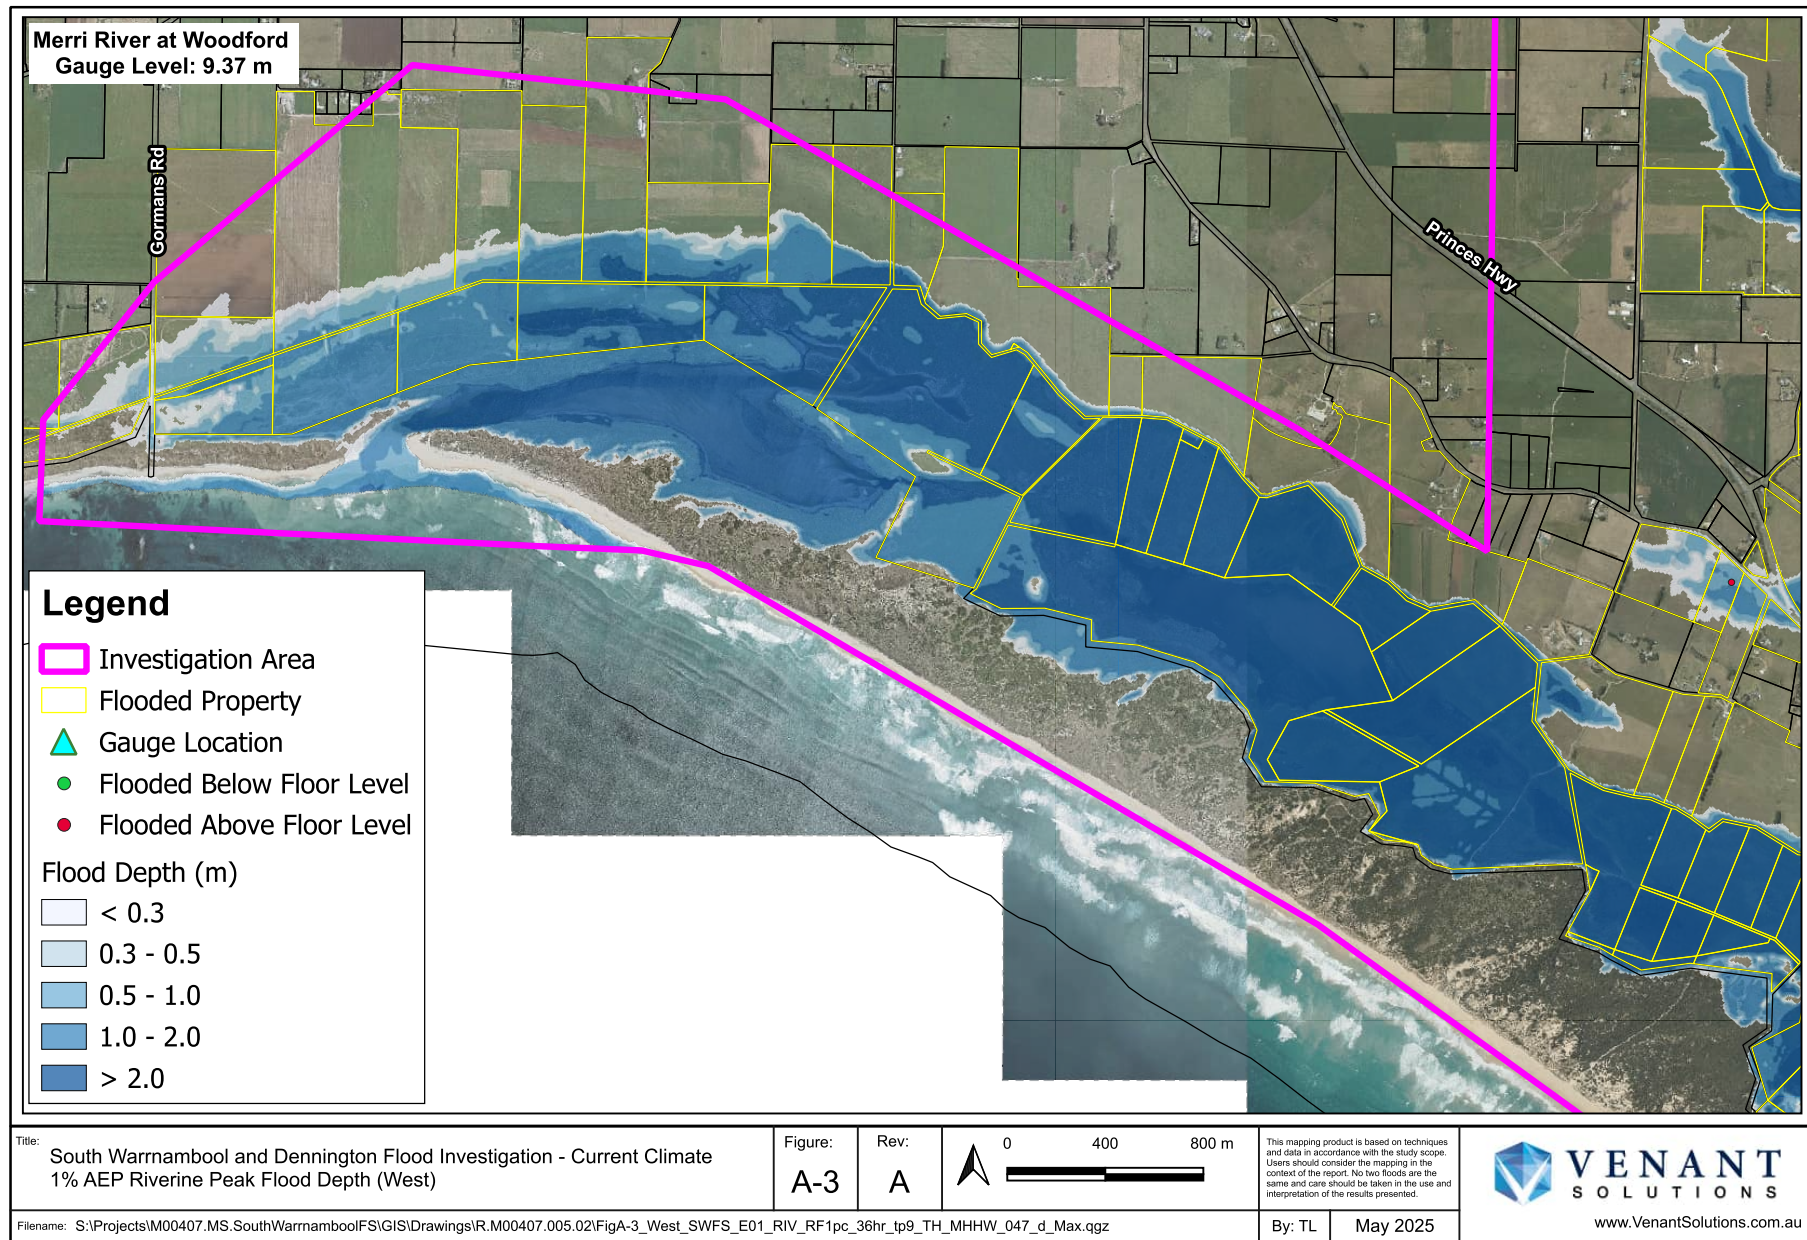 Merri River at Woodford
Gauge Level: 9.37 m
Gormans Rd
Princes Hwy
Legend
Investigation Area
Flooded Property
Gauge Location
Flooded Below Floor Level
Flooded Above Floor Level
Flood Depth (m)
< 0.3
0.3 - 0.5
0.5 - 1.0
1.0 - 2.0
> 2.0
Title:
South Warrnambool and Dennington Flood Investigation - Current Climate
1% AEP Riverine Peak Flood Depth (West)
Figure:
A-3
Rev:
A
0 400 800 m
This mapping product is based on techniques
and data in accordance with the study scope.
Users should consider the mapping in the
context of the report. No two floods are the
same and care should be taken in the use and
interpretation of the results presented.
VENANT
SOLUTIONS
www.VenantSolutions.com.au
Filename: S:\Projects\M00407.MS.SouthWarrnamboolFS\GIS\Drawings\R.M00407.005.02\FigA-3_West_SWFS_E01_RIV_RF1pc_36hr_tp9_TH_MHHW_047_d_Max.qgz
By: TL
May 2025